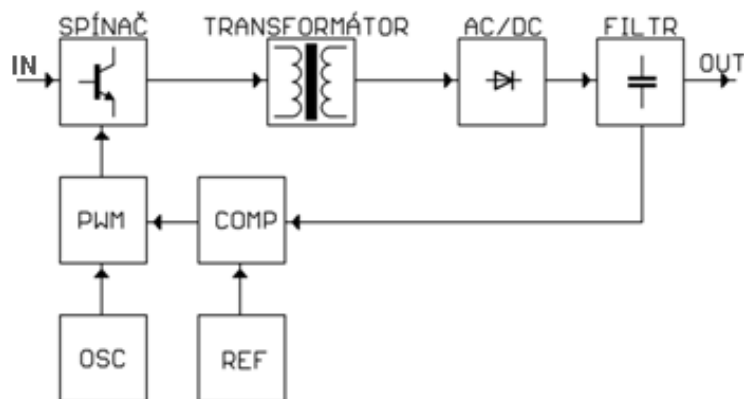 SPÍNAČ
TRANSFORMÁTOR
AC/DC
FILTR
IN
OUT
PWM
COMP
OSC
REF